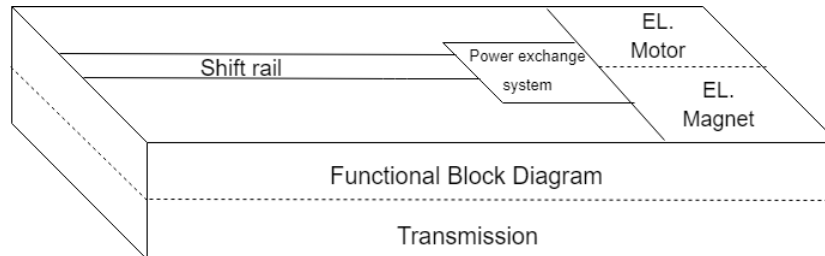 EL.
Motor
Power exchange
system
Shift rail
EL.
Magnet
Functional Block Diagram
Transmission